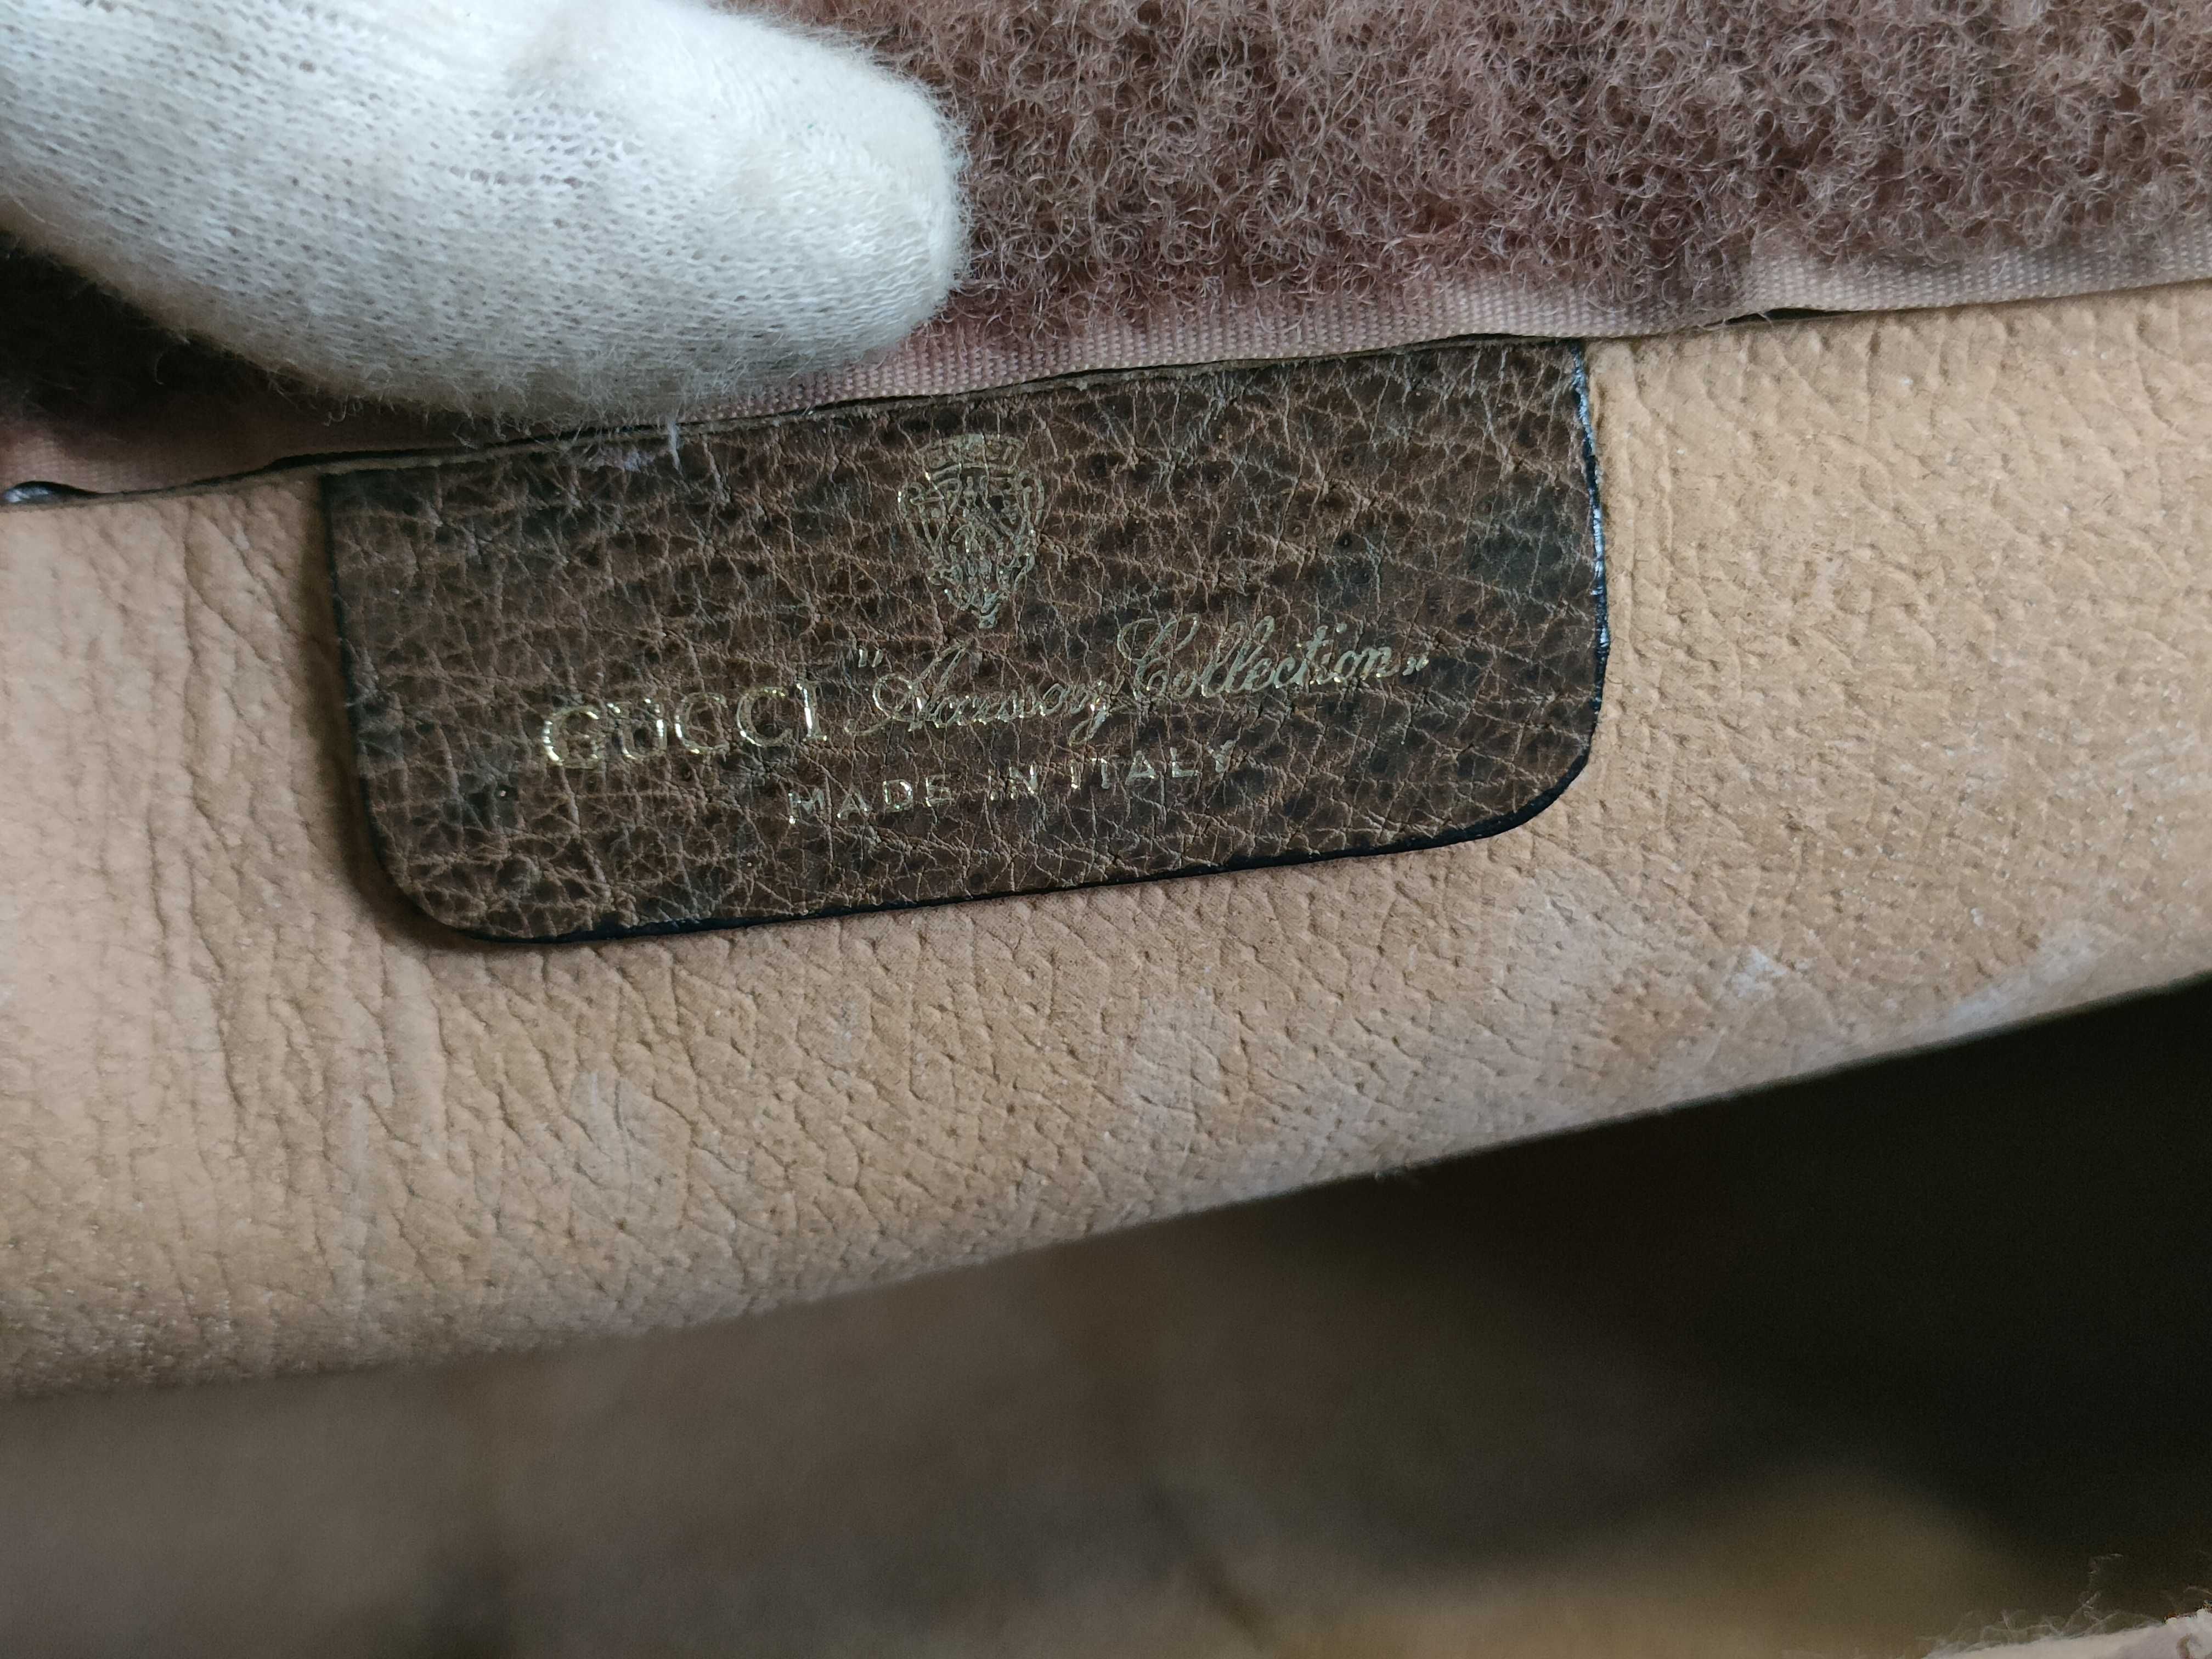 GUCCI "Accessory Collection"
MADE IN ITALY